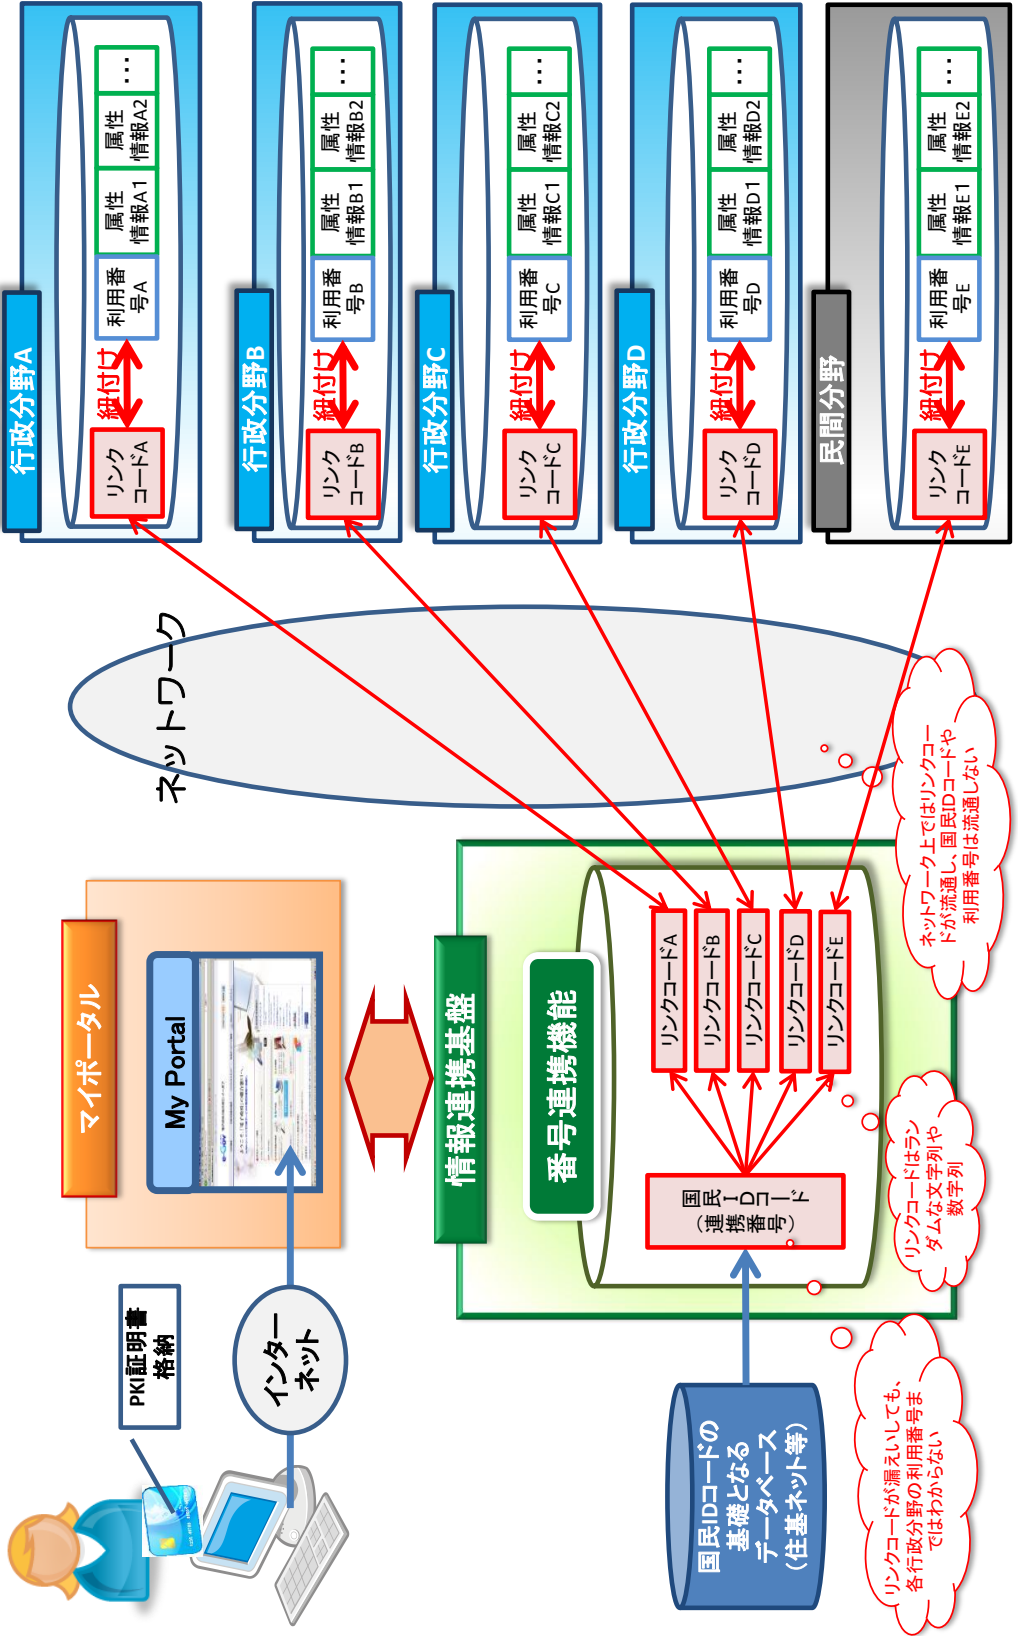 PKI証明書
格納
インター
ネット
マイポータル
My Portal
情報連携基盤
番号連携機能
国民IDコードの
基礎となる
データベース
（住基ネット等）
国民IDコード
（連携番号）
リンクコードA
リンクコードB
リンクコードC
リンクコードD
リンクコードE
リンクコードが漏えいしても、
各行政分野の利用番号ま
ではわからない
リンクコードはラン
ダムな文字列や
数字列
ネットワーク上ではリンクコー
ドが流通し、国民IDコードや
利用番号は流通しない
ネットワーク
行政分野A
リンク
コードA
紐付け
利用番
号A
属性
情報A1
属性
情報A2
…
行政分野B
リンク
コードB
紐付け
利用番
号B
属性
情報B1
属性
情報B2
…
行政分野C
リンク
コードC
紐付け
利用番
号C
属性
情報C1
属性
情報C2
…
行政分野D
リンク
コードD
紐付け
利用番
号D
属性
情報D1
属性
情報D2
…
民間分野
リンク
コードE
紐付け
利用番
号E
属性
情報E1
属性
情報E2
…